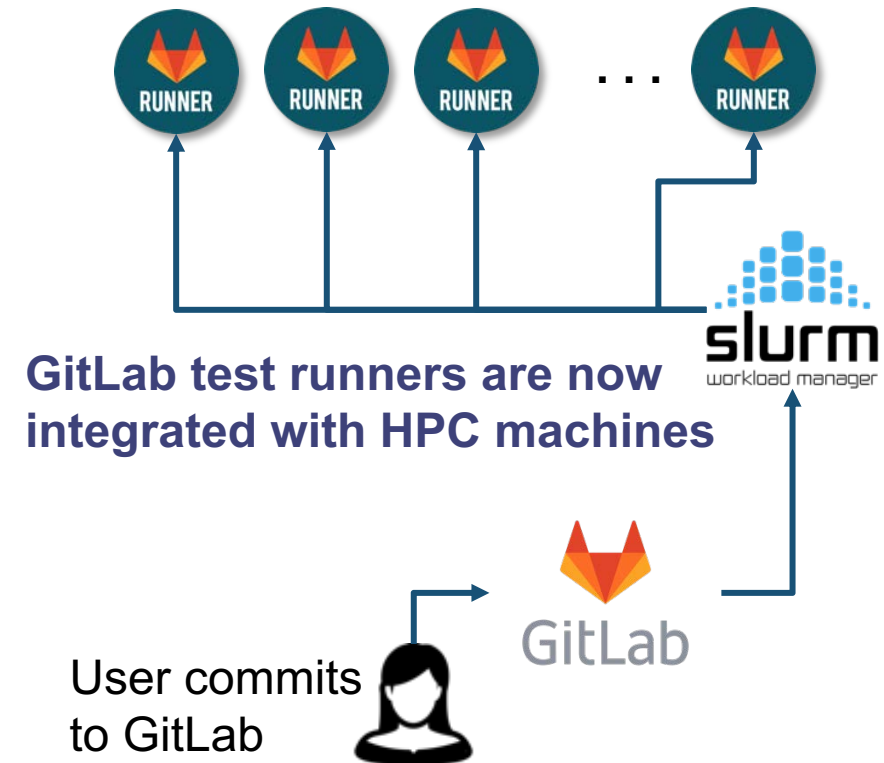 RUNNER RUNNER RUNNER ... RUNNER
slurm
workload manager
GitLab test runners are now
integrated with HPC machines
GitLab
User commits
to GitLab